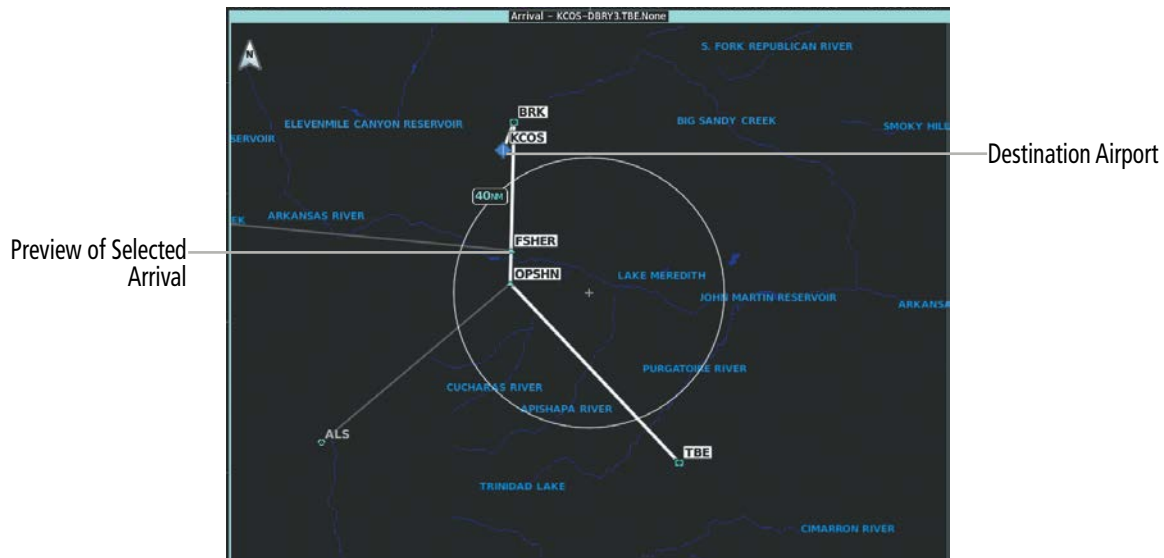 Arrival – KCOS–DBRY3.TBE.None
N
S. FORK REPUBLICAN RIVER
BRK
ELEVENMILE CANYON RESERVOIR
BIG SANDY CREEK
SMOKY HILL
SERVOIR
KCOS
Destination Airport
40NM
EK
ARKANSAS RIVER
FSHER
Preview of Selected
Arrival
OPSHN
LAKE MEREDITH
JOHN MARTIN RESERVOIR
ARKANSA
PURGATOIRE RIVER
CUCHARAS RIVER
APISHAPA RIVER
ALS
TBE
TRINIDAD LAKE
CIMARRON RIVER